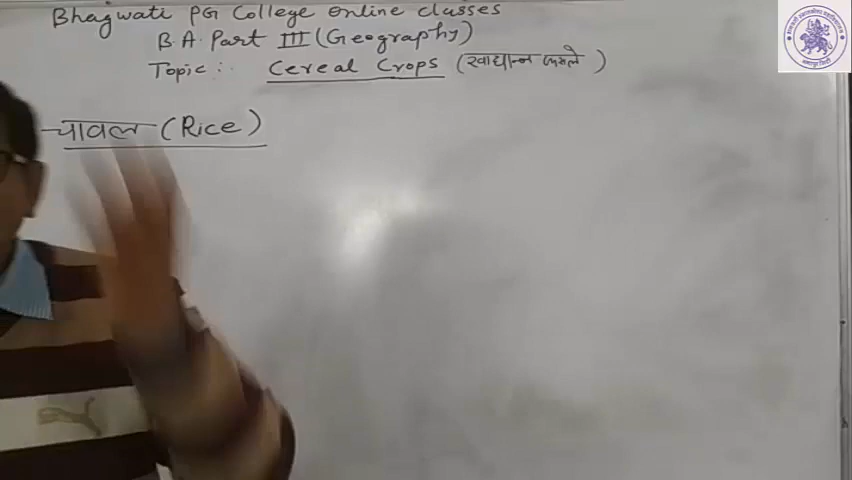 Bhagwati PG College online classes
B.A. Part III (Geography)
Topic:- Cereal Crops (खाद्यान्न फसले)
चावल (Rice)